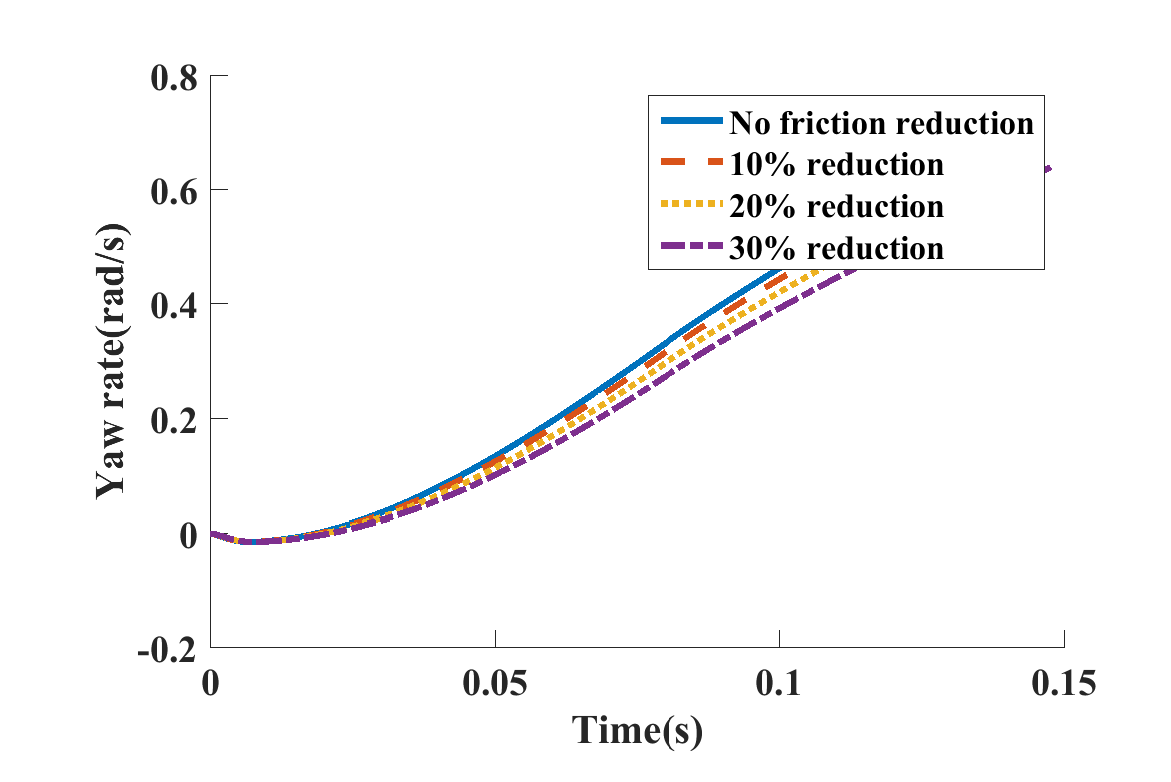 0.8
0.6
0.4
0.2
0
-0.2
Yaw rate(rad/s)
No friction reduction
10% reduction
20% reduction
30% reduction
0
0.05
0.1
0.15
Time(s)